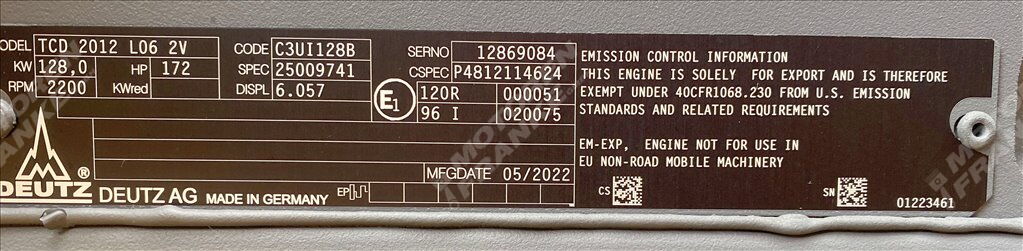 ODEL TCD 2012 L06 2V CODE C3UI128B SERNO 12869084
KW 128,0 HP 172 SPEC 25009741 CSPEC P4812114624
RPM 2200 KWred DISPL 6.057 E1 120R 000051
96 I 020075
EMISSION CONTROL INFORMATION
THIS ENGINE IS SOLELY FOR EXPORT AND IS THEREFORE
EXEMPT UNDER 40CFR1068.230 FROM U.S. EMISSION
STANDARDS AND RELATED REQUIREMENTS
EM-EXP, ENGINE NOT FOR USE IN
EU NON-ROAD MOBILE MACHINERY
MFGDATE 05/2022
DEUTZ® DEUTZ AG MADE IN GERMANY EP
CS SN 01223461